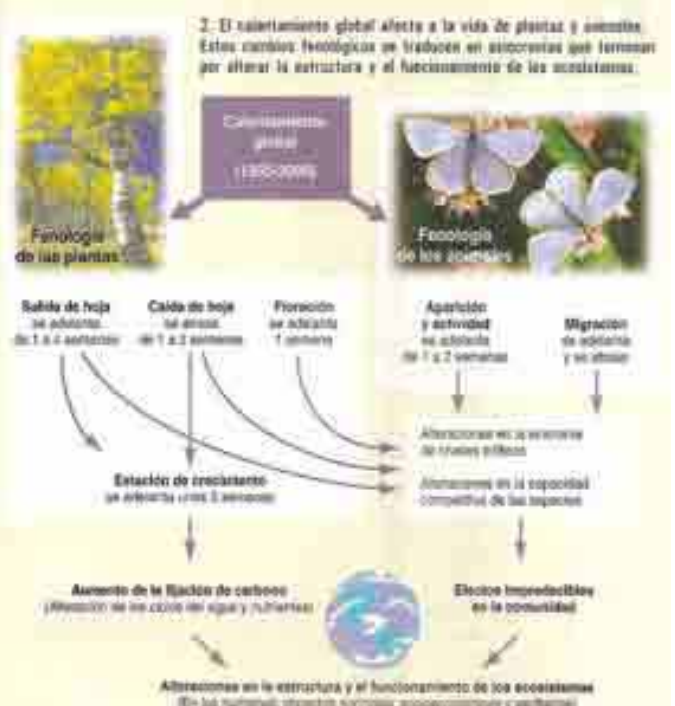 2. El calentamiento global afecta a la vida de plantas y animales.
Estos cambios fenológicos se traducen en asincronías que terminan
por alterar la estructura y el funcionamiento de los ecosistemas.
Calentamiento
global
Fenología
de las plantas
Fenología
de los animales
Salida de hoja
se adelanta
de 1 a 4 semanas
Caída de hoja
se atrasa
de 1 a 2 semanas
Floración
se adelanta
1 semana
Aparición
y actividad
se adelanta
de 1 a 2 semanas
Migración
se adelanta
y se atrasa
Alteraciones en la sincronía
de niveles tróficos
Alteraciones en la capacidad
competitiva de las especies
Estación de crecimiento
se alarga unas 3 semanas
Aumento de la fijación de carbono
(Alteración de los ciclos del agua y nutrientes)
Efectos impredecibles
en la comunidad
Alteraciones en la estructura y el funcionamiento de los ecosistemas